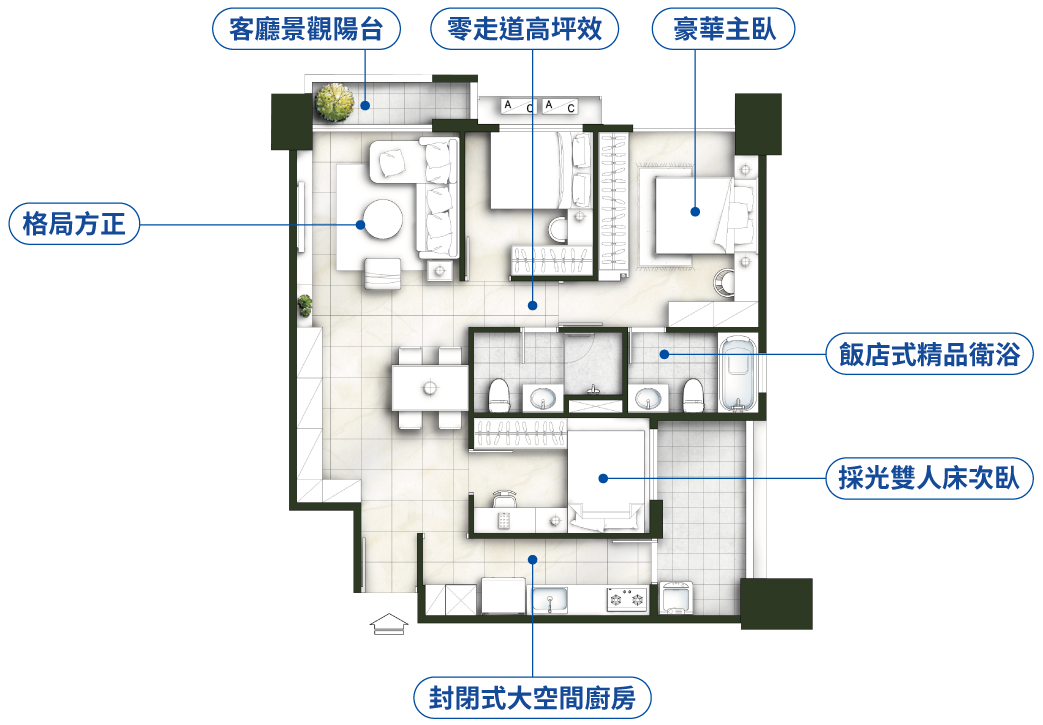 客廳景觀陽台
零走道高坪效
豪華主臥
A C
A C
格局方正
飯店式精品衛浴
採光雙人床次臥
封閉式大空間廚房